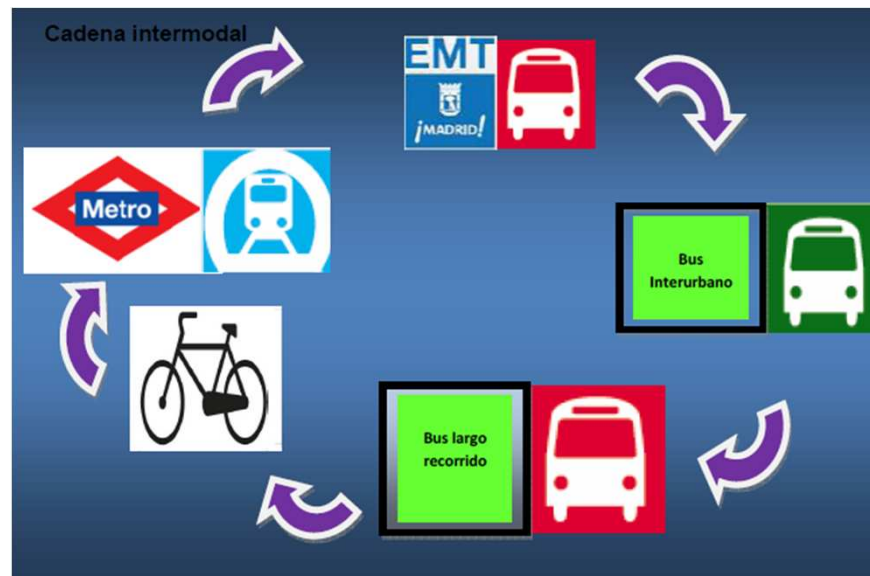 Cadena intermodal
EMT
¡MADRID!
Metro
Bus
Interurbano
Bus largo
recorrido